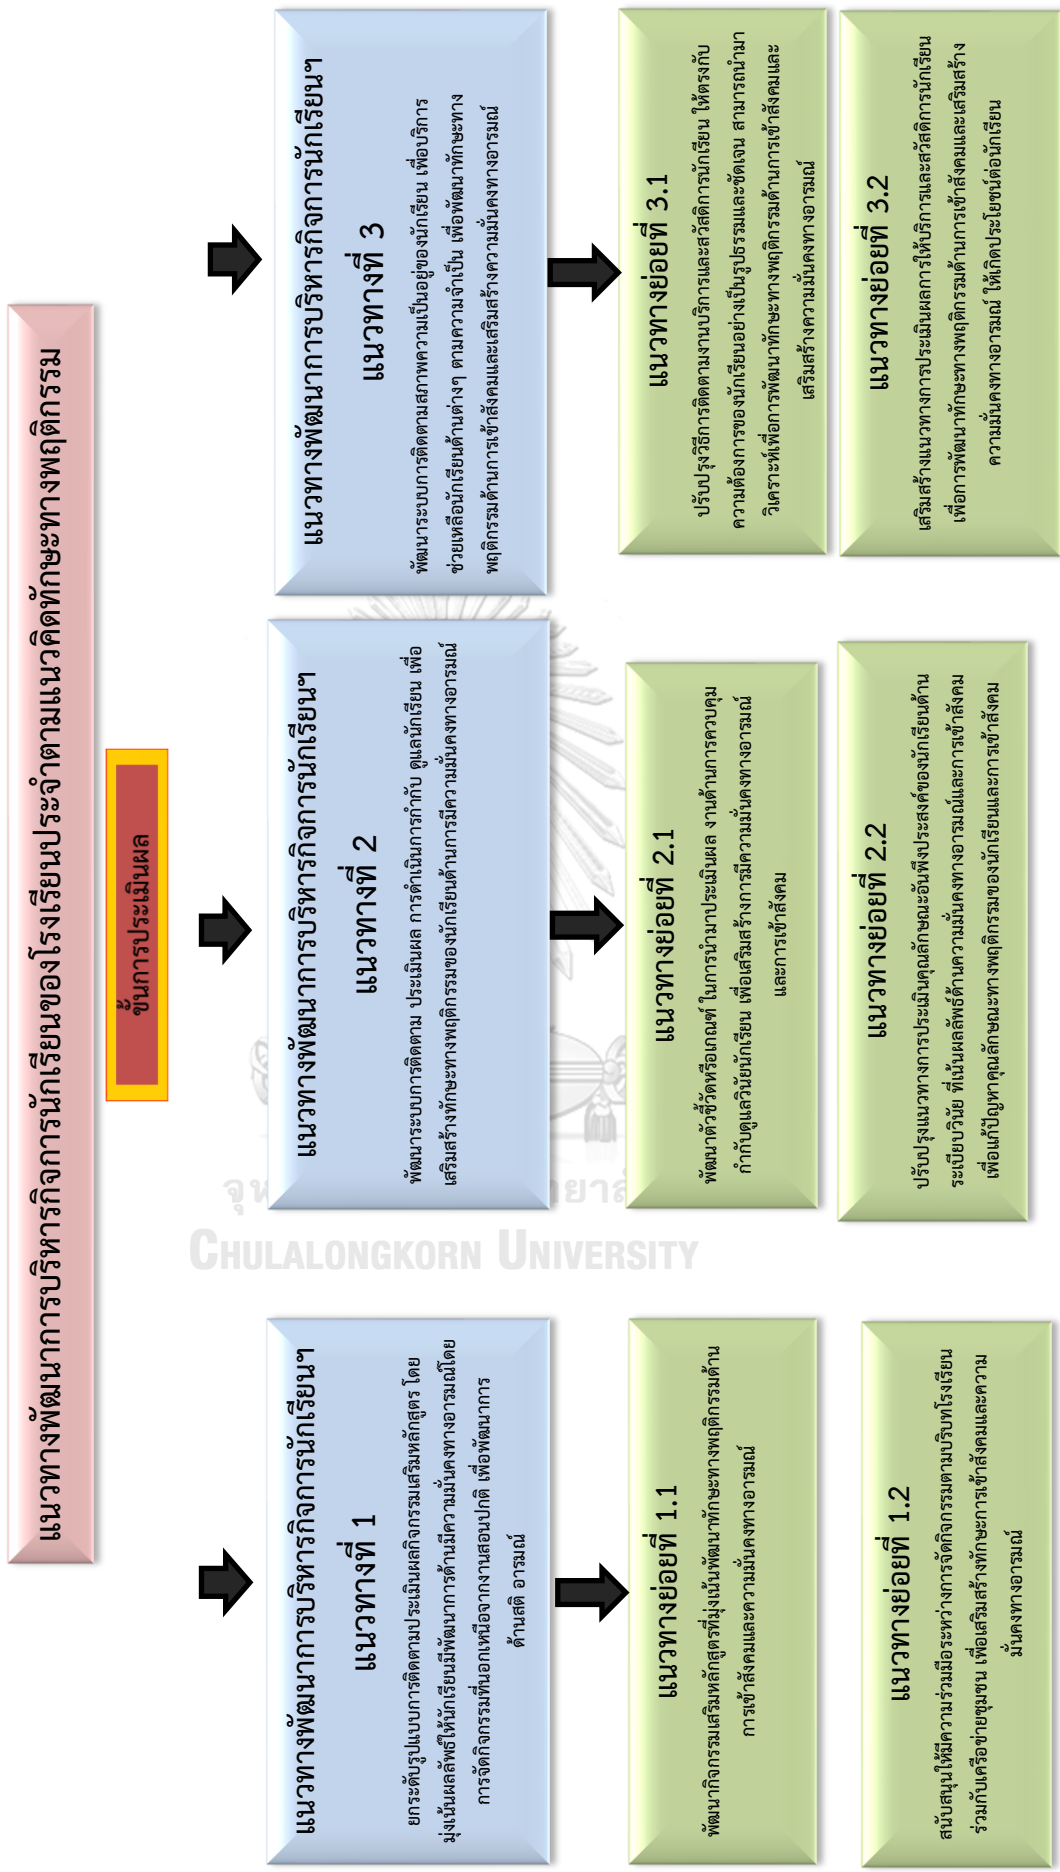 แนวทางพัฒนาการบริหารกิจการนักเรียนของโรงเรียนประจำตามแนวคิดทักษะทางพฤติกรรม
ขั้นการประเมินผล
แนวทางพัฒนาการบริหารกิจการนักเรียนฯ
แนวทางที่ 1
ยกระดับรูปแบบการติดตามประเมินผลกิจกรรมเสริมหลักสูตร โดย
มุ่งเน้นผลลัพธ์ให้นักเรียนมีพัฒนาการด้านมีความมั่นคงทางอารมณ์โดย
การจัดกิจกรรมที่นอกเหนือจากงานสอนปกติ เพื่อพัฒนาการ
ด้านสติ อารมณ์
แนวทางย่อยที่ 1.1
พัฒนากิจกรรมเสริมหลักสูตรที่มุ่งเน้นพัฒนาทักษะทางพฤติกรรมด้าน
การเข้าสังคมและความมั่นคงทางอารมณ์
แนวทางย่อยที่ 1.2
สนับสนุนให้มีความร่วมมือระหว่างการจัดกิจกรรมตามบริบทโรงเรียน
ร่วมกับเครือข่ายชุมชน เพื่อเสริมสร้างทักษะการเข้าสังคมและความ
มั่นคงทางอารมณ์
แนวทางพัฒนาการบริหารกิจการนักเรียนฯ
แนวทางที่ 2
พัฒนาระบบการติดตาม ประเมินผล การดำเนินการกำกับ ดูแลนักเรียน เพื่อ
เสริมสร้างทักษะทางพฤติกรรมของนักเรียนด้านการมีความมั่นคงทางอารมณ์
แนวทางย่อยที่ 2.1
พัฒนาตัวชี้วัดหรือเกณฑ์ ในการนำมาประเมินผล งานด้านการควบคุม
กำกับดูแลวินัยนักเรียน เพื่อเสริมสร้างการมีความมั่นคงทางอารมณ์
และการเข้าสังคม
แนวทางย่อยที่ 2.2
ปรับปรุงแนวทางการประเมินคุณลักษณะอันพึงประสงค์ของนักเรียนด้าน
ระเบียบวินัย ที่เน้นผลลัพธ์ด้านความมั่นคงทางอารมณ์และการเข้าสังคม
เพื่อแก้ปัญหาคุณลักษณะทางพฤติกรรมของนักเรียนและการเข้าสังคม
แนวทางพัฒนาการบริหารกิจการนักเรียนฯ
แนวทางที่ 3
พัฒนาระบบการติดตามสภาพความเป็นอยู่ของนักเรียน เพื่อบริการ
ช่วยเหลือนักเรียนด้านต่างๆ ตามความจำเป็น เพื่อพัฒนาทักษะทาง
พฤติกรรมด้านการเข้าสังคมและเสริมสร้างความมั่นคงทางอารมณ์
แนวทางย่อยที่ 3.1
ปรับปรุงวิธีการติดตามงานบริการและสวัสดิการนักเรียน ให้ตรงกับ
ความต้องการของนักเรียนอย่างเป็นรูปธรรมและชัดเจน สามารถนำมา
วิเคราะห์เพื่อการพัฒนาทักษะทางพฤติกรรมด้านการเข้าสังคมและ
เสริมสร้างความมั่นคงทางอารมณ์
แนวทางย่อยที่ 3.2
เสริมสร้างแนวทางการประเมินผลการให้บริการและสวัสดิการนักเรียน
เพื่อการพัฒนาทักษะทางพฤติกรรมด้านการเข้าสังคมและเสริมสร้าง
ความมั่นคงทางอารมณ์ ให้เกิดประโยชน์ต่อนักเรียน
CHULALONGKORN UNIVERSITY